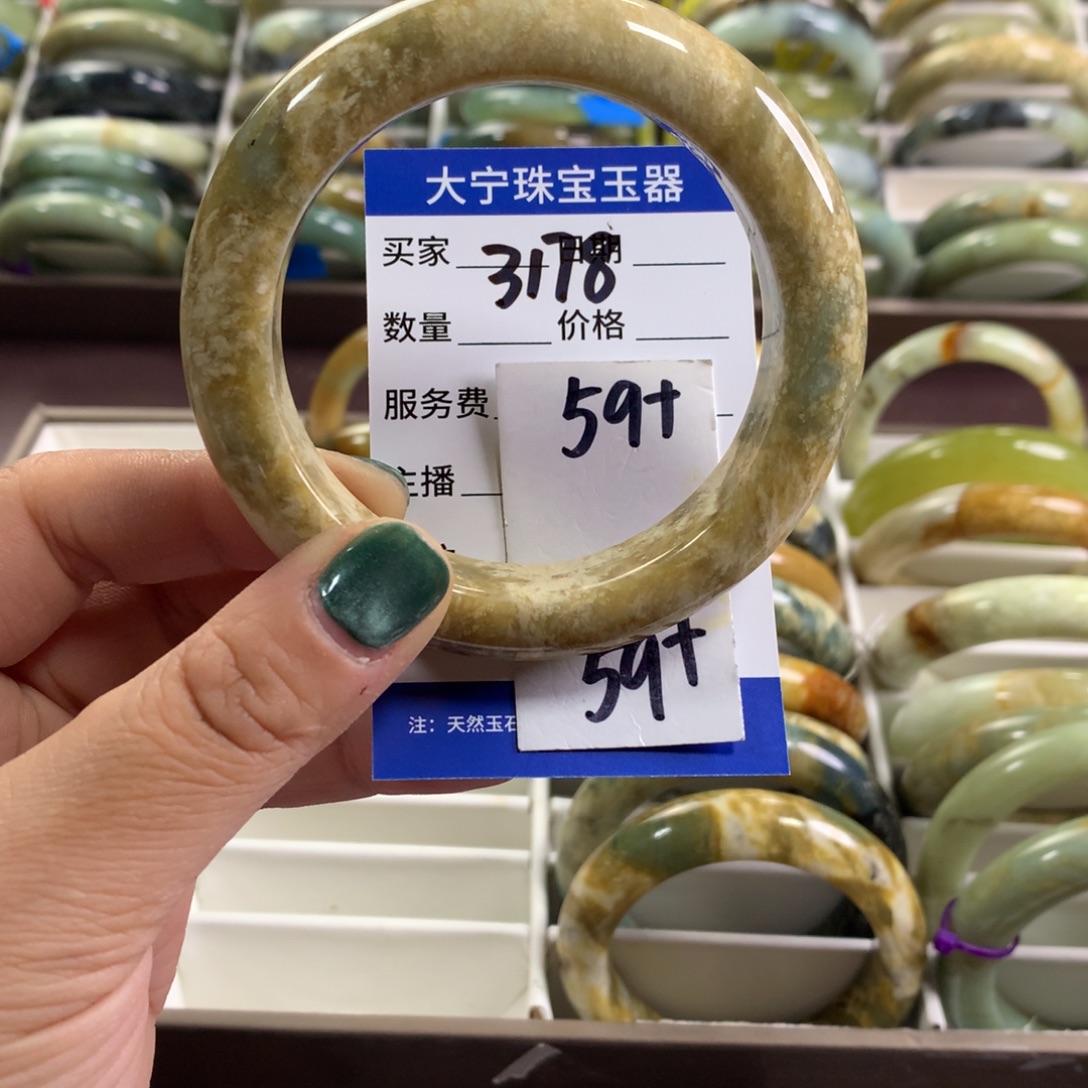 大宁珠宝玉器
买家 日期
3178
数量 价格
服务费
59+
主播
59+
注：天然玉石